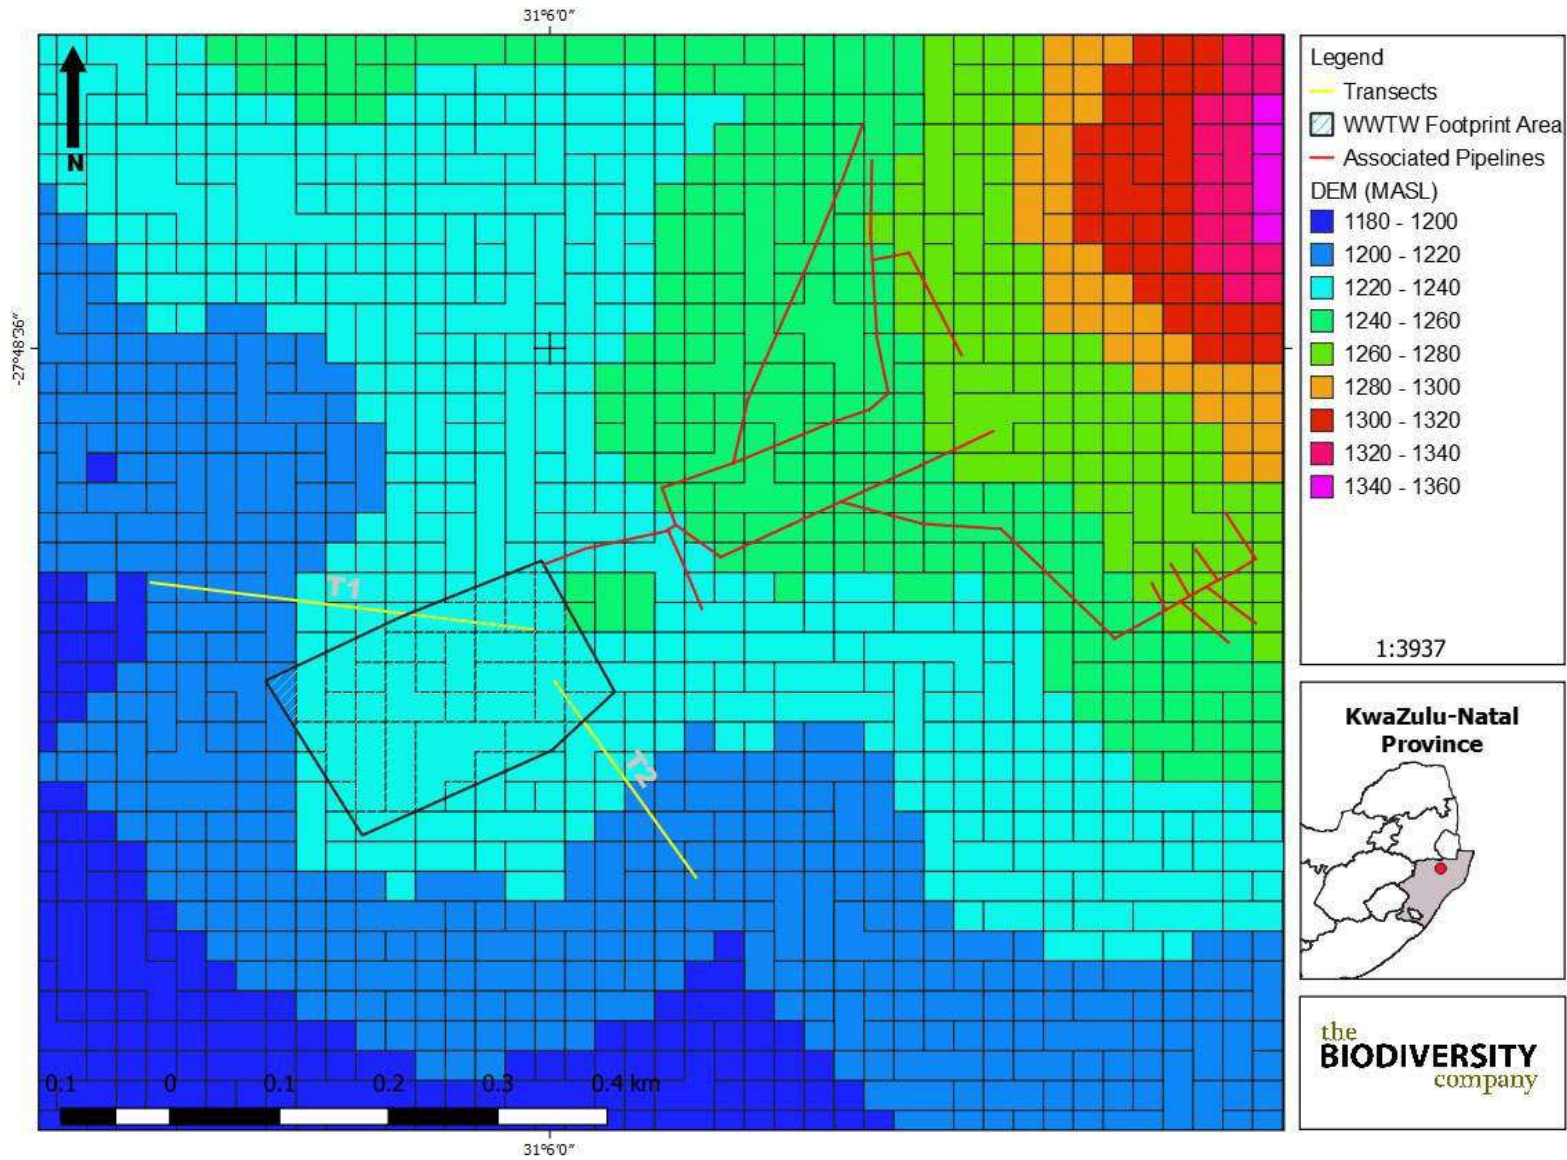 31°6'0"
N
-27°48'36"
T1
T2
0.1 0 0.1 0.2 0.3 0.4 km
31°6'0"
Legend
Transects
WWTW Footprint Area
Associated Pipelines
DEM (MASL)
1180 - 1200
1200 - 1220
1220 - 1240
1240 - 1260
1260 - 1280
1280 - 1300
1300 - 1320
1320 - 1340
1340 - 1360
1:3937
KwaZulu-Natal
Province
the
BIODIVERSITY
company